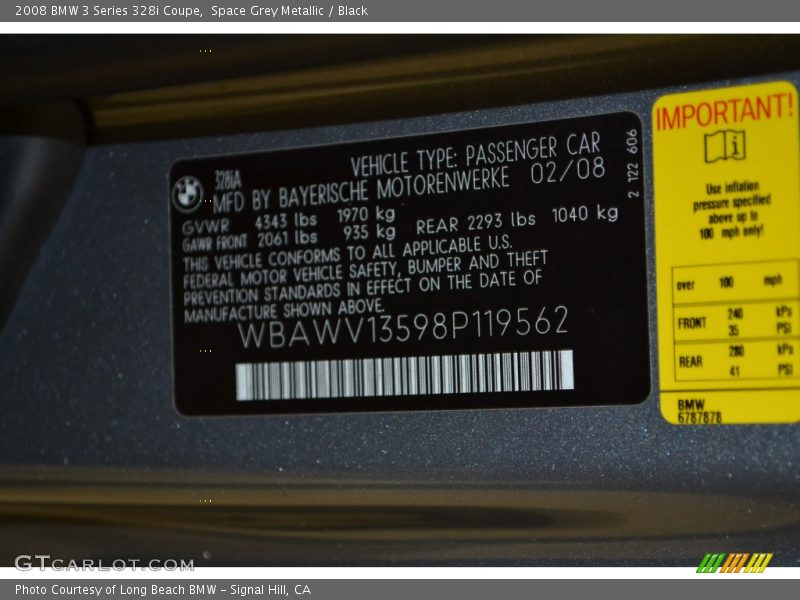 2008 BMW 3 Series 328i Coupe,  Space Grey Metallic / Black
328iA
VEHICLE TYPE: PASSENGER CAR
MFD BY BAYERISCHE MOTORENWERKE 02/08
GVWR 4343 lbs 1970 kg
GAWR FRONT 2061 lbs 935 kg REAR 2293 lbs 1040 kg
THIS VEHICLE CONFORMS TO ALL APPLICABLE U.S.
FEDERAL MOTOR VEHICLE SAFETY, BUMPER AND THEFT
PREVENTION STANDARDS IN EFFECT ON THE DATE OF
MANUFACTURE SHOWN ABOVE.
WBAWV13598P119562
2 122 606
IMPORTANT!
Use inflation
pressure specified
above up to
100 mph only!
over 100 mph
FRONT 240 kPa
35 PSI
REAR 280 kPa
41 PSI
BMW
6787878
GTCARLOT.COM
Photo Courtesy of Long Beach BMW - Signal Hill, CA